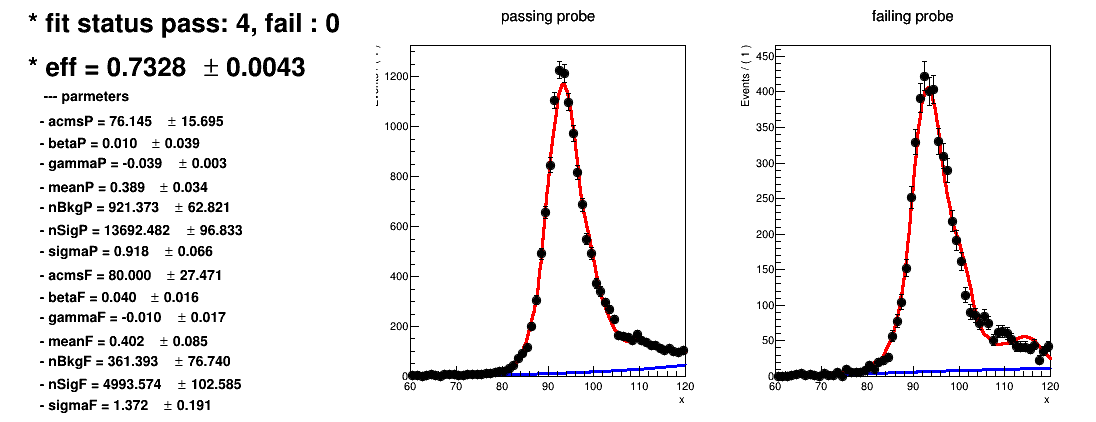 * fit status pass: 4, fail : 0
* eff = 0.7328 ± 0.0043
--- parmeters
- acmsP = 76.145 ± 15.695
- betaP = 0.010 ± 0.039
- gammaP = -0.039 ± 0.003
- meanP = 0.389 ± 0.034
- nBkgP = 921.373 ± 62.821
- nSigP = 13692.482 ± 96.833
- sigmaP = 0.918 ± 0.066
- acmsF = 80.000 ± 27.471
- betaF = 0.040 ± 0.016
- gammaF = -0.010 ± 0.017
- meanF = 0.402 ± 0.085
- nBkgF = 361.393 ± 76.740
- nSigF = 4993.574 ± 102.585
- sigmaF = 1.372 ± 0.191
passing probe
1200
1000
800
600
400
200
0
60 70 80 90 100 110 120
x
failing probe
Events / ( 1 )
450
400
350
300
250
200
150
100
50
0
60 70 80 90 100 110 120
x